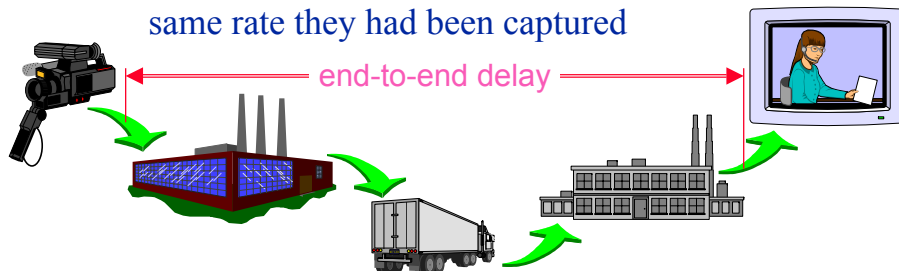 same rate they had been captured
end-to-end delay